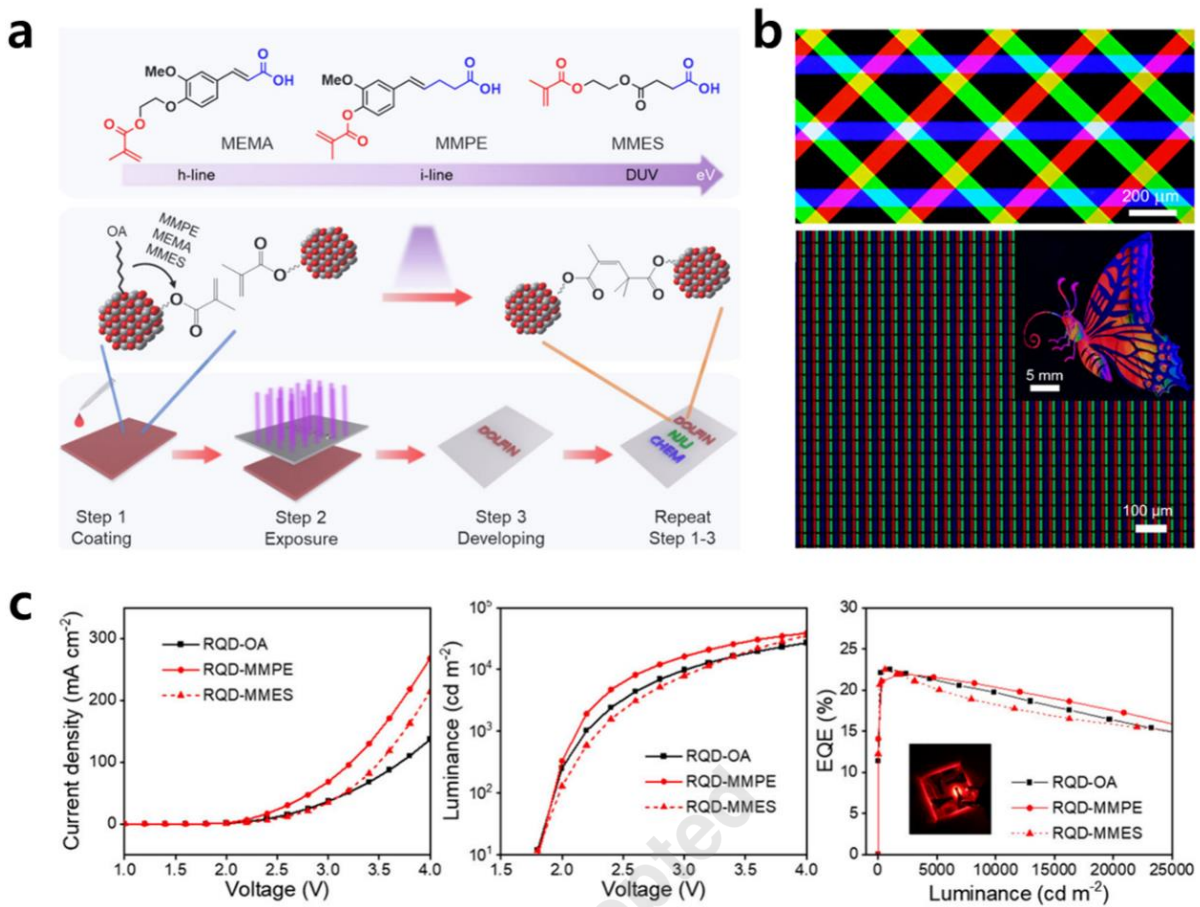 a
MeO
O
OH
O
O
MEMA
MeO
O
OH
O
O
MMPE
O
O
O
O
O
OH
MMES
h-line
i-line
DUV
eV
OA
MMPE
MEMA
MMES
O
O
O
O
O
O
O
O
DOLFIN
DOLFIN
NJU
CHEM
Step 1
Coating
Step 2
Exposure
Step 3
Developing
Repeat
Step 1-3
b
200 μm
5 mm
100 μm
c
Current density (mA cm⁻²)
300
200
100
0
RQD-OA
RQD-MMPE
RQD-MMES
1.0 1.5 2.0 2.5 3.0 3.5 4.0
Voltage (V)
Luminance (cd m⁻²)
10⁵
10⁴
10³
10²
10¹
RQD-OA
RQD-MMPE
RQD-MMES
1.5 2.0 2.5 3.0 3.5 4.0
Voltage (V)
EQE (%)
30
25
20
15
10
5
0
RQD-OA
RQD-MMPE
RQD-MMES
0 5000 10000 15000 20000 25000
Luminance (cd m⁻²)